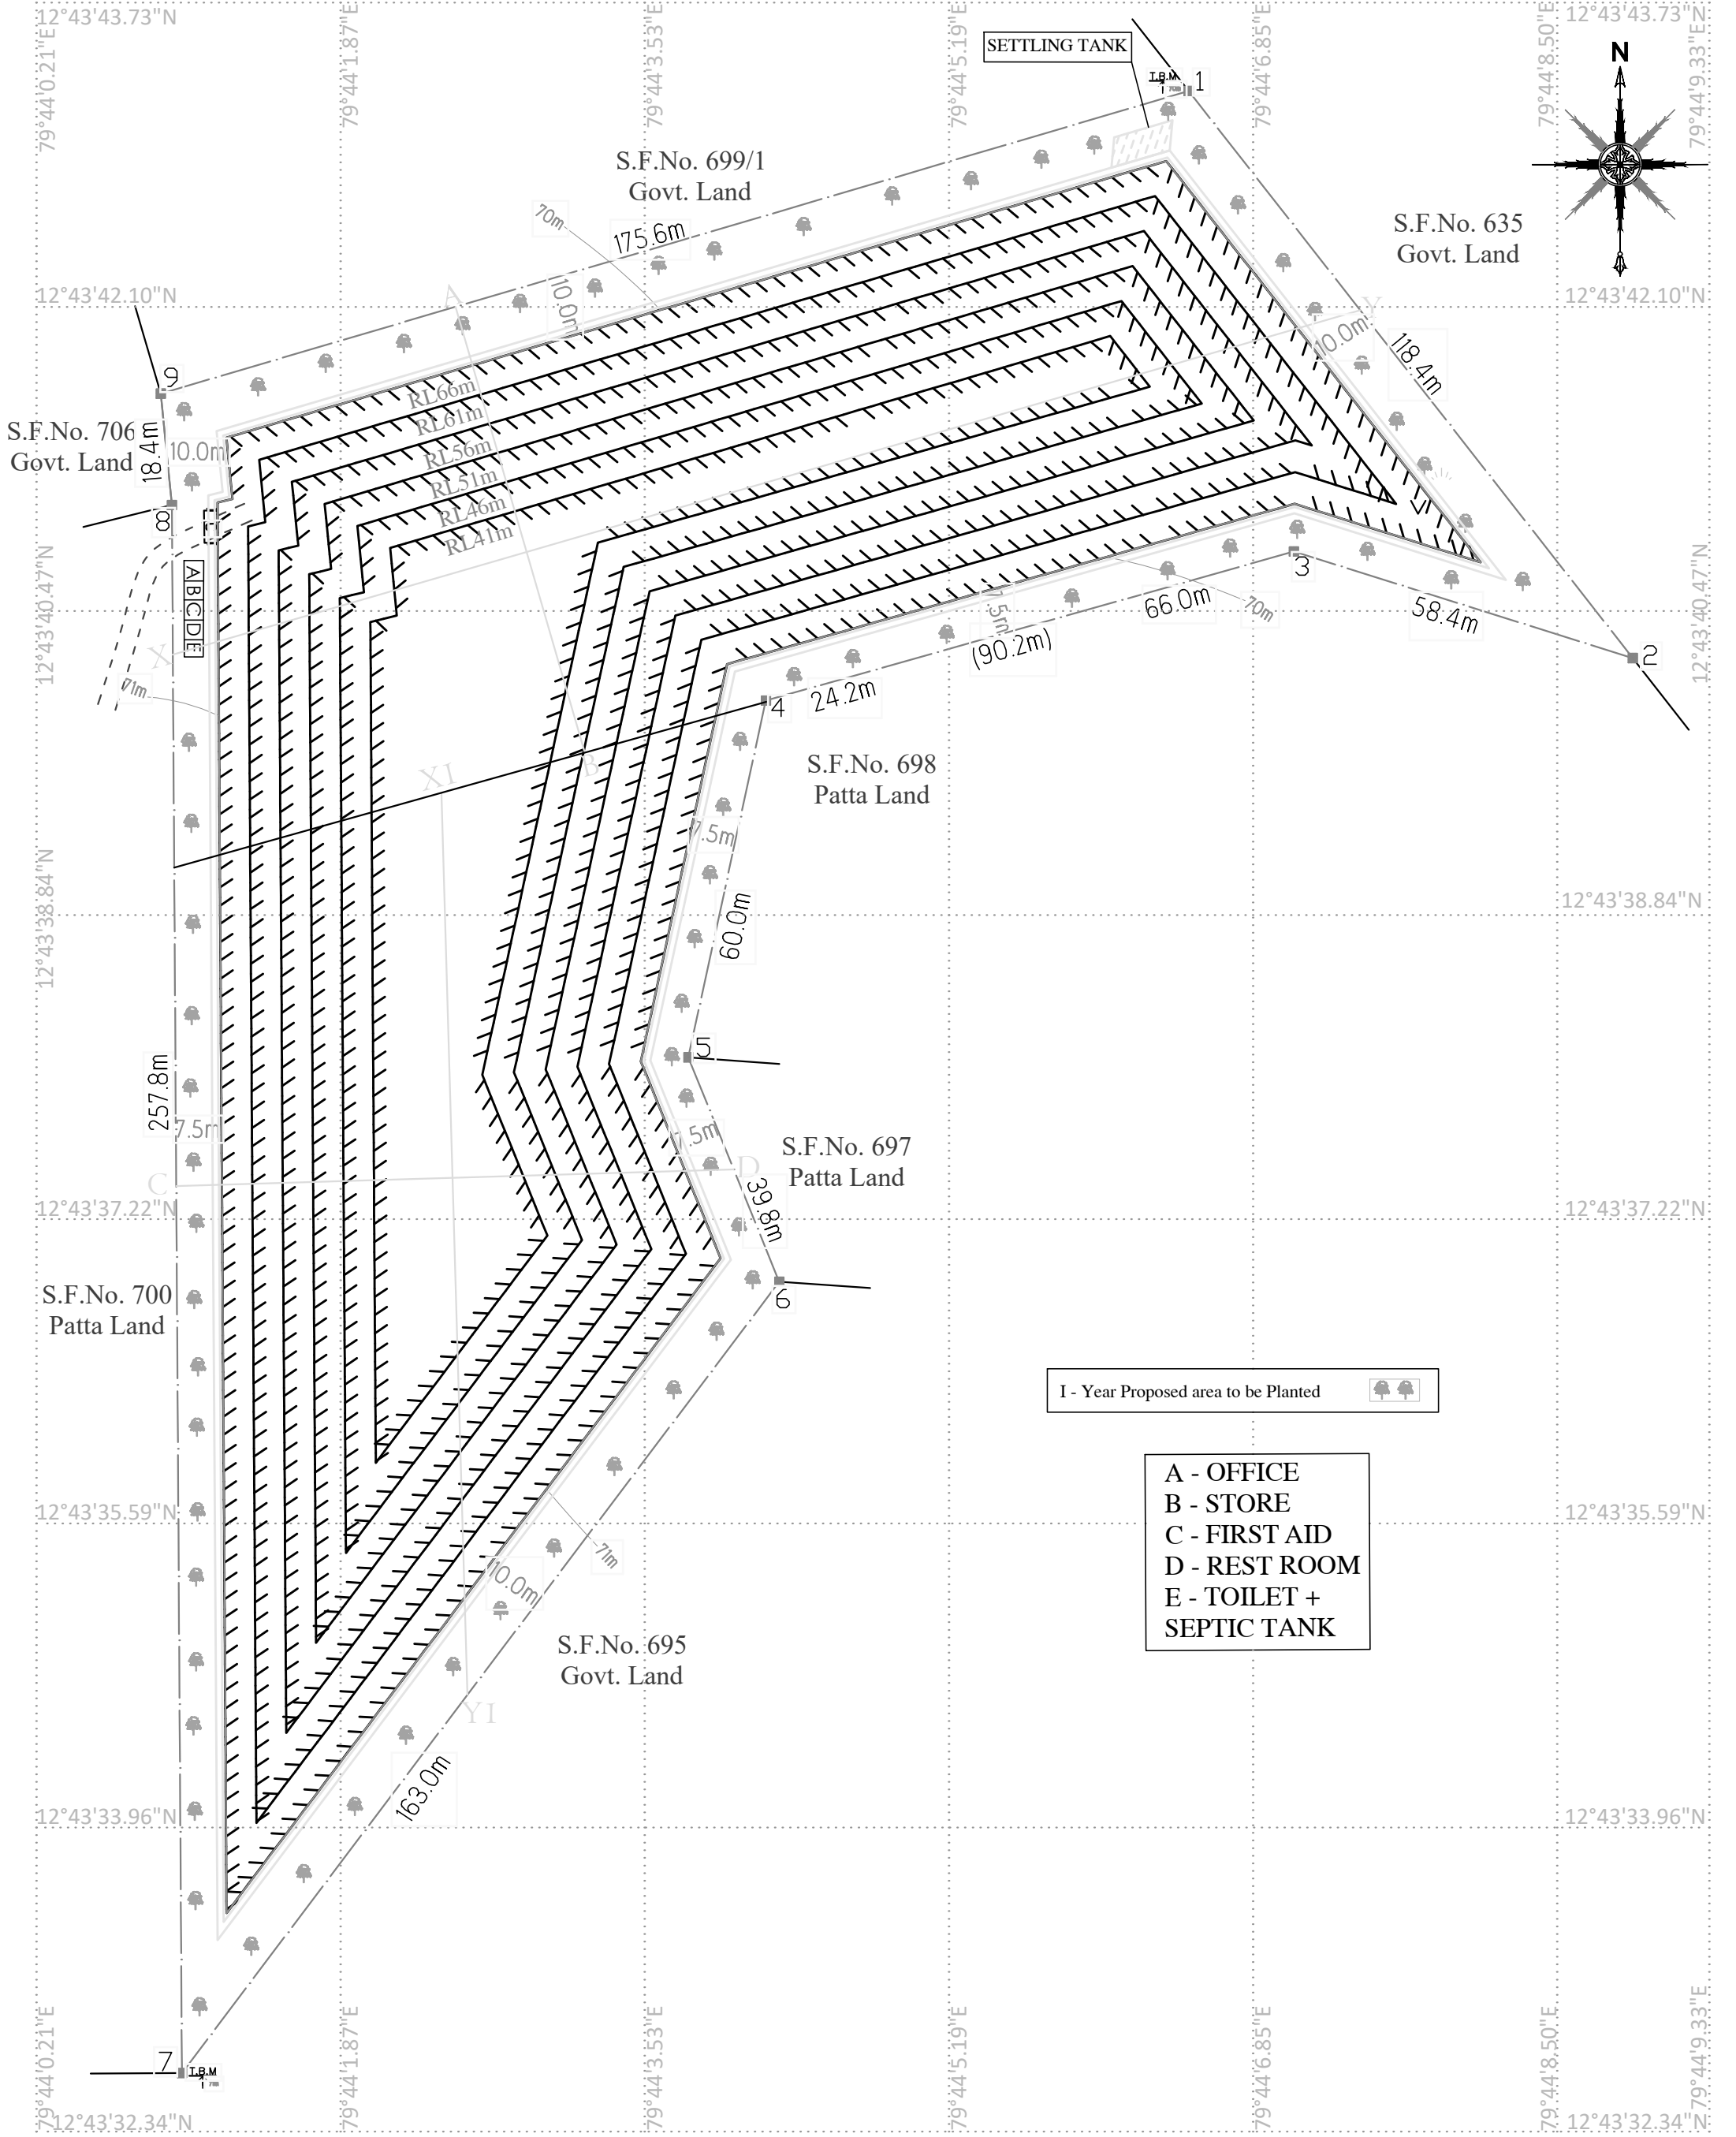 12°43'43.73"N
12°43'43.73"N
79°44'0.21"E
79°44'1.87"E
79°44'3.53"E
79°44'5.19"E
79°44'6.85"E
79°44'8.50"E
79°44'9.33"E
N
SETTLING TANK
T.B.M
1
S.F.No. 699/1
Govt. Land
70m
175.6m
S.F.No. 635
Govt. Land
12°43'42.10"N
12°43'42.10"N
A
10.0m
Y
10.0m
118.4m
9
RL66m
RL61m
RL56m
RL51m
RL46m
RL41m
S.F.No. 706
Govt. Land
18.4m
10.0m
8
A B C D E
12°43'40.47"N
12°43'40.47"N
X
71m
3
66.0m
70m
58.4m
7.5m
(90.2m)
2
24.2m
4
XI
B
S.F.No. 698
Patta Land
7.5m
12°43'38.84"N
12°43'38.84"N
60.0m
5
257.8m
7.5m
7.5m
S.F.No. 697
Patta Land
C
D
39.8m
12°43'37.22"N
12°43'37.22"N
6
S.F.No. 700
Patta Land
I - Year Proposed area to be Planted
A - OFFICE
B - STORE
C - FIRST AID
D - REST ROOM
E - TOILET +
SEPTIC TANK
12°43'35.59"N
12°43'35.59"N
71m
10.0m
S.F.No. 695
Govt. Land
YI
163.0m
12°43'33.96"N
12°43'33.96"N
7
T.B.M
79°44'0.21"E
79°44'1.87"E
79°44'3.53"E
79°44'5.19"E
79°44'6.85"E
79°44'8.50"E
79°44'9.33"E
12°43'32.34"N
12°43'32.34"N